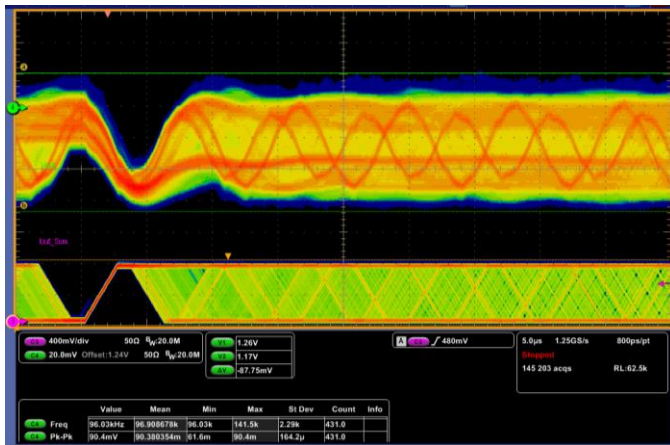 a
b
Iout_Sum
C3 400mV/div 50Ω BW:20.0M
C4 20.0mV Offset:1.24V 50Ω BW:20.0M
V1 1.26V
V2 1.17V
ΔV -87.75mV
A C3 480mV
5.0µs 1.25GS/s 800ps/pt
Stopped
145 203 acqs RL:62.5k
Value Mean Min Max St Dev Count Info
C4 Freq 96.03kHz 96.908678k 96.03k 141.5k 2.29k 431.0
C4 Pk-Pk 90.4mV 90.380354m 61.6m 90.4m 164.2µ 431.0